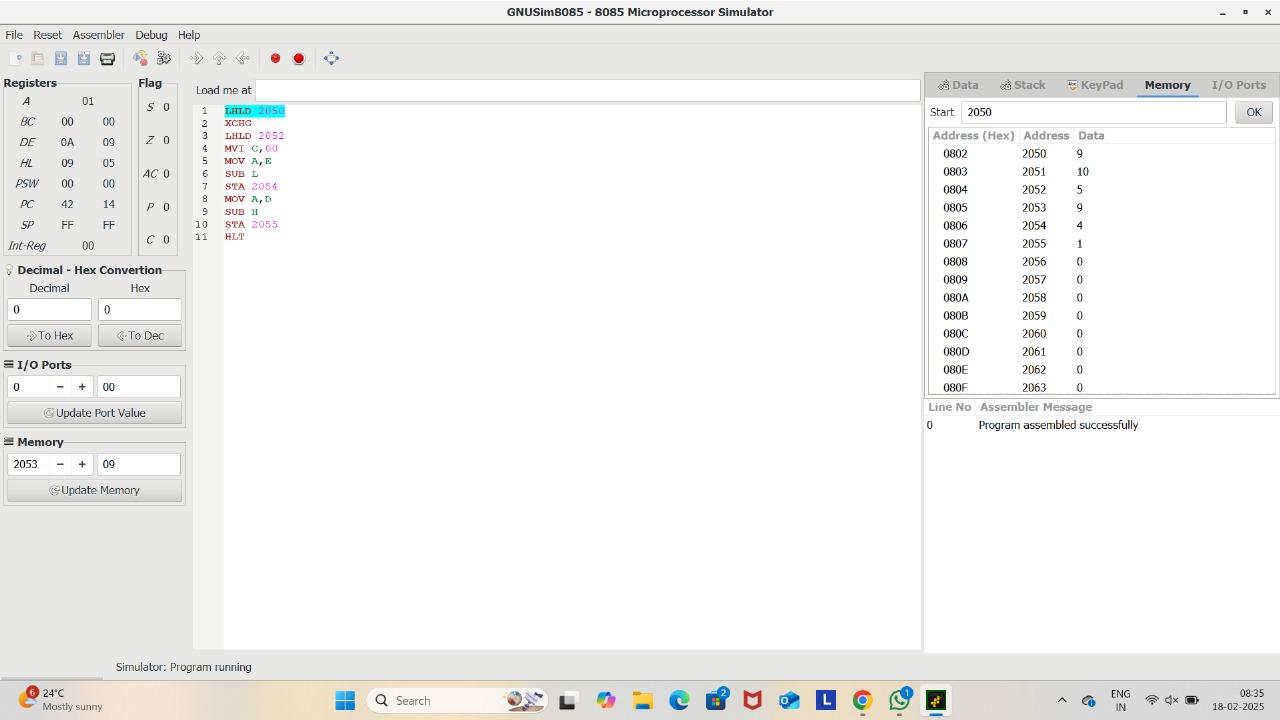 GNUSim8085 - 8085 Microprocessor Simulator
File Reset Assembler Debug Help
Registers
A 01
BC 00 00
DE 0A 09
HL 09 05
PSW 00 00
PC 42 14
SP FF FF
Int-Reg 00
Flag
S 0
Z 0
AC 0
P 0
C 0
Decimal - Hex Convertion
Decimal Hex
0 0
To Hex To Dec
I/O Ports
0 − + 00
Update Port Value
Memory
2053 − + 09
Update Memory
Load me at
1 LHLD 2050
2 XCHG
3 LHLD 2052
4 MVI C,00
5 MOV A,E
6 SUB L
7 STA 2054
8 MOV A,D
9 SUB H
10 STA 2055
11 HLT
Data Stack KeyPad Memory I/O Ports
Start 2050 OK
Address (Hex) Address Data
0802 2050 9
0803 2051 10
0804 2052 5
0805 2053 9
0806 2054 4
0807 2055 1
0808 2056 0
0809 2057 0
080A 2058 0
080B 2059 0
080C 2060 0
080D 2061 0
080E 2062 0
080F 2063 0
Line No Assembler Message
0 Program assembled successfully
Simulator: Program running
6
24°C
Mostly sunny
Search
2
L
1
ENG
IN
08:35
18-02-2025